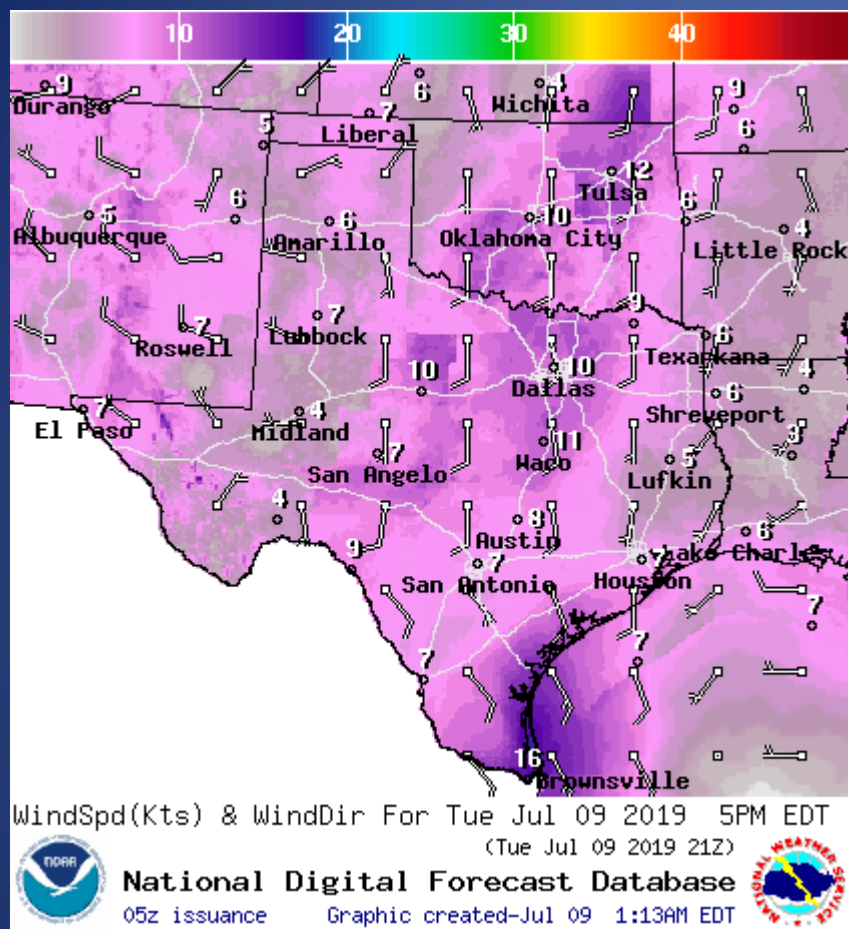 10 20 30 40
9 6 4 9
Durango Wichita
7 6
5 Liberal
12
Tulsa
5 6 6 10 6 4
Albuquerque Amarillo Oklahoma City Little Rock
7 7 9
Roswell Lubbock 6
Texarkana
10 10 4
Dallas 6
7 4 Shreveport
El Paso Midland
7 11 5 3
San Angelo Waco Lufkin
4 8 6
Austin Lake Charles
9 7 7
San Antonio Houston
7
7 7
16
Brownsville
WindSpd(Kts) & WindDir For Tue Jul 09 2019 5PM EDT
(Tue Jul 09 2019 21Z)
NOAA
National Digital Forecast Database
05z issuance Graphic created-Jul 09 1:13AM EDT
NATIONAL WEATHER SERVICE